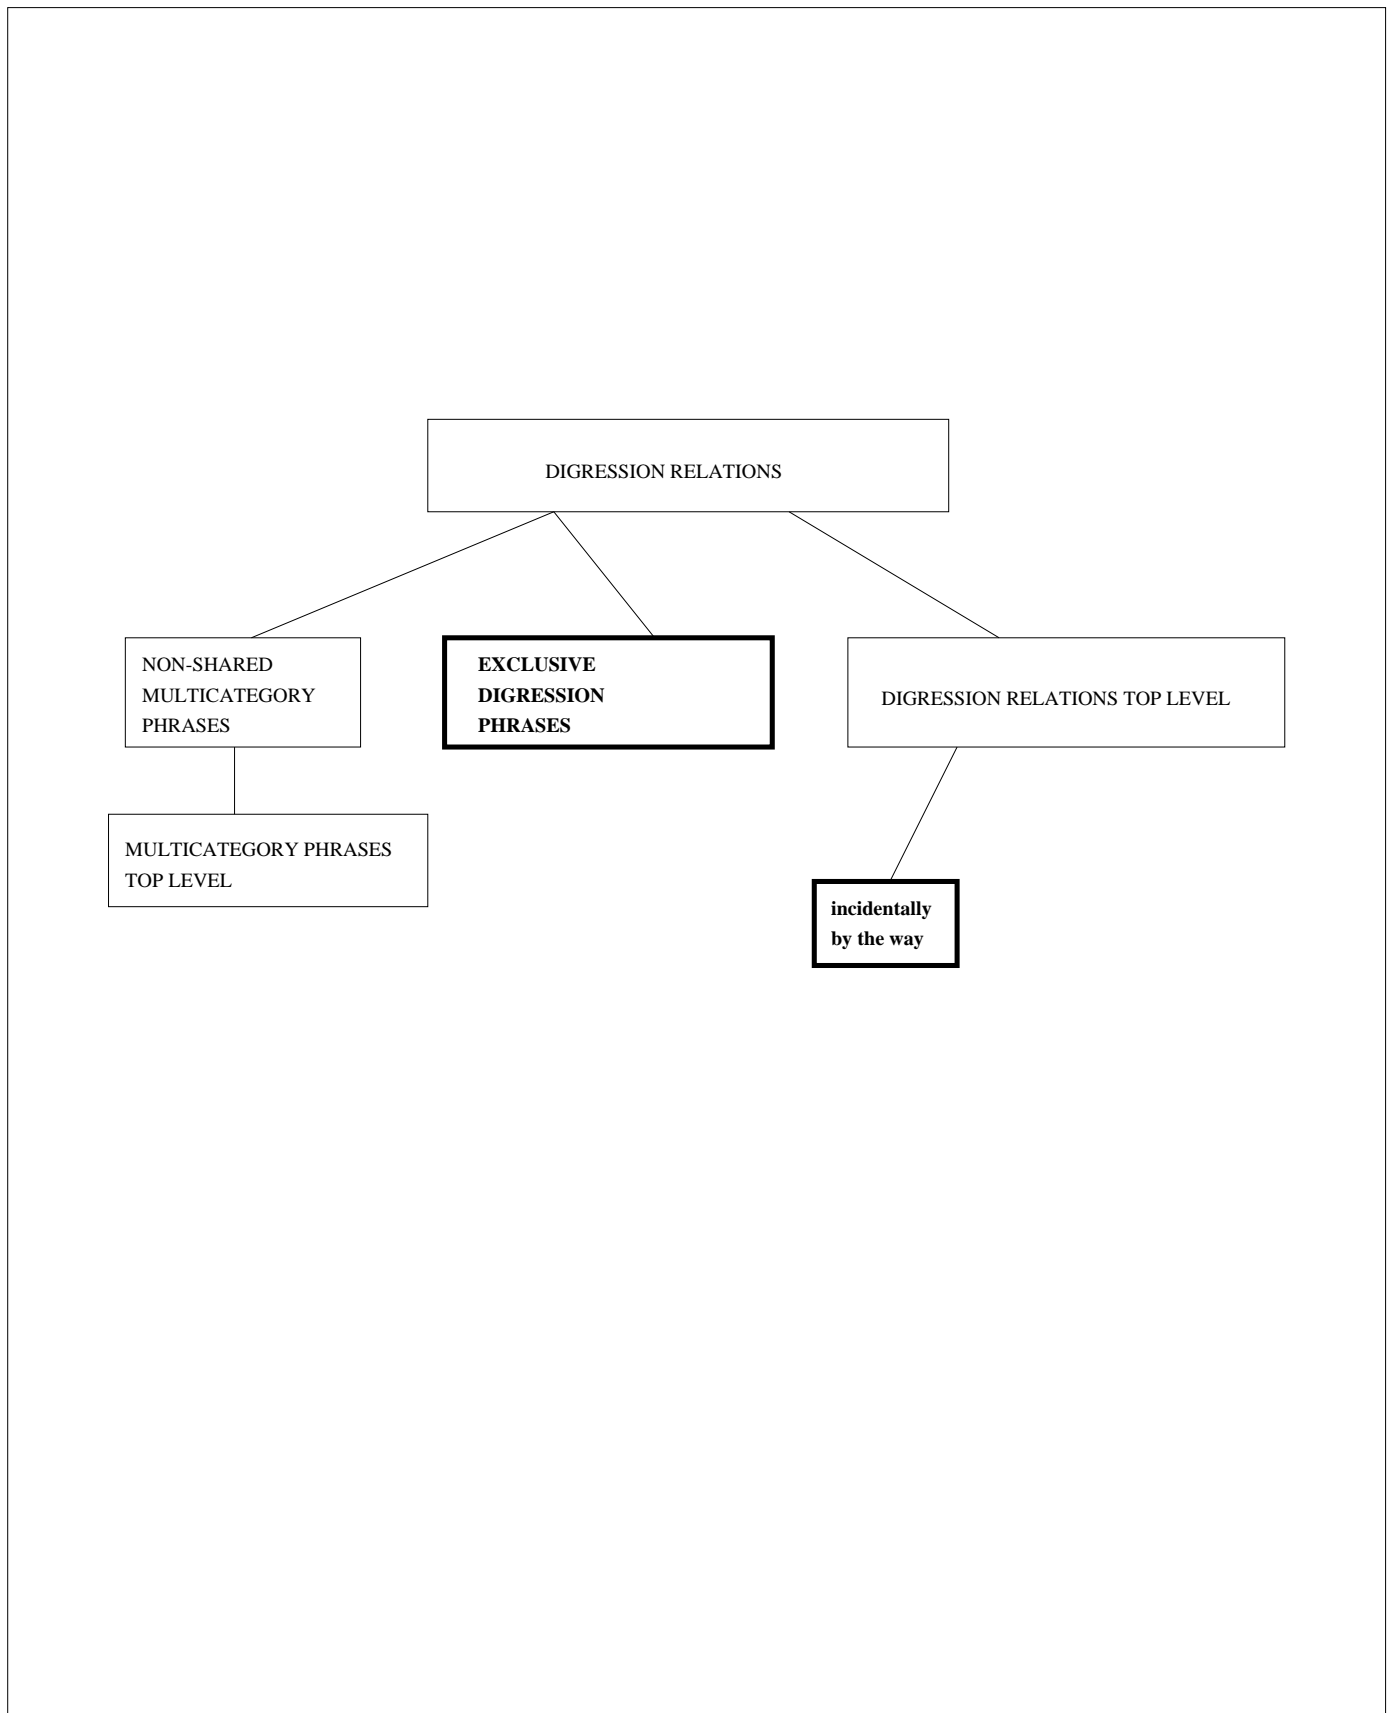 DIGRESSION RELATIONS
NON-SHARED
MULTICATEGORY
PHRASES
EXCLUSIVE
DIGRESSION
PHRASES
DIGRESSION RELATIONS TOP LEVEL
MULTICATEGORY PHRASES
TOP LEVEL
incidentally
by the way